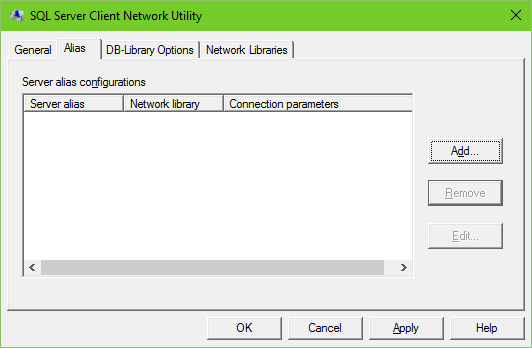 SQL Server Client Network Utility
General Alias DB-Library Options Network Libraries
Server alias configurations
Server alias Network library Connection parameters
Add...
Remove
Edit...
OK Cancel Apply Help